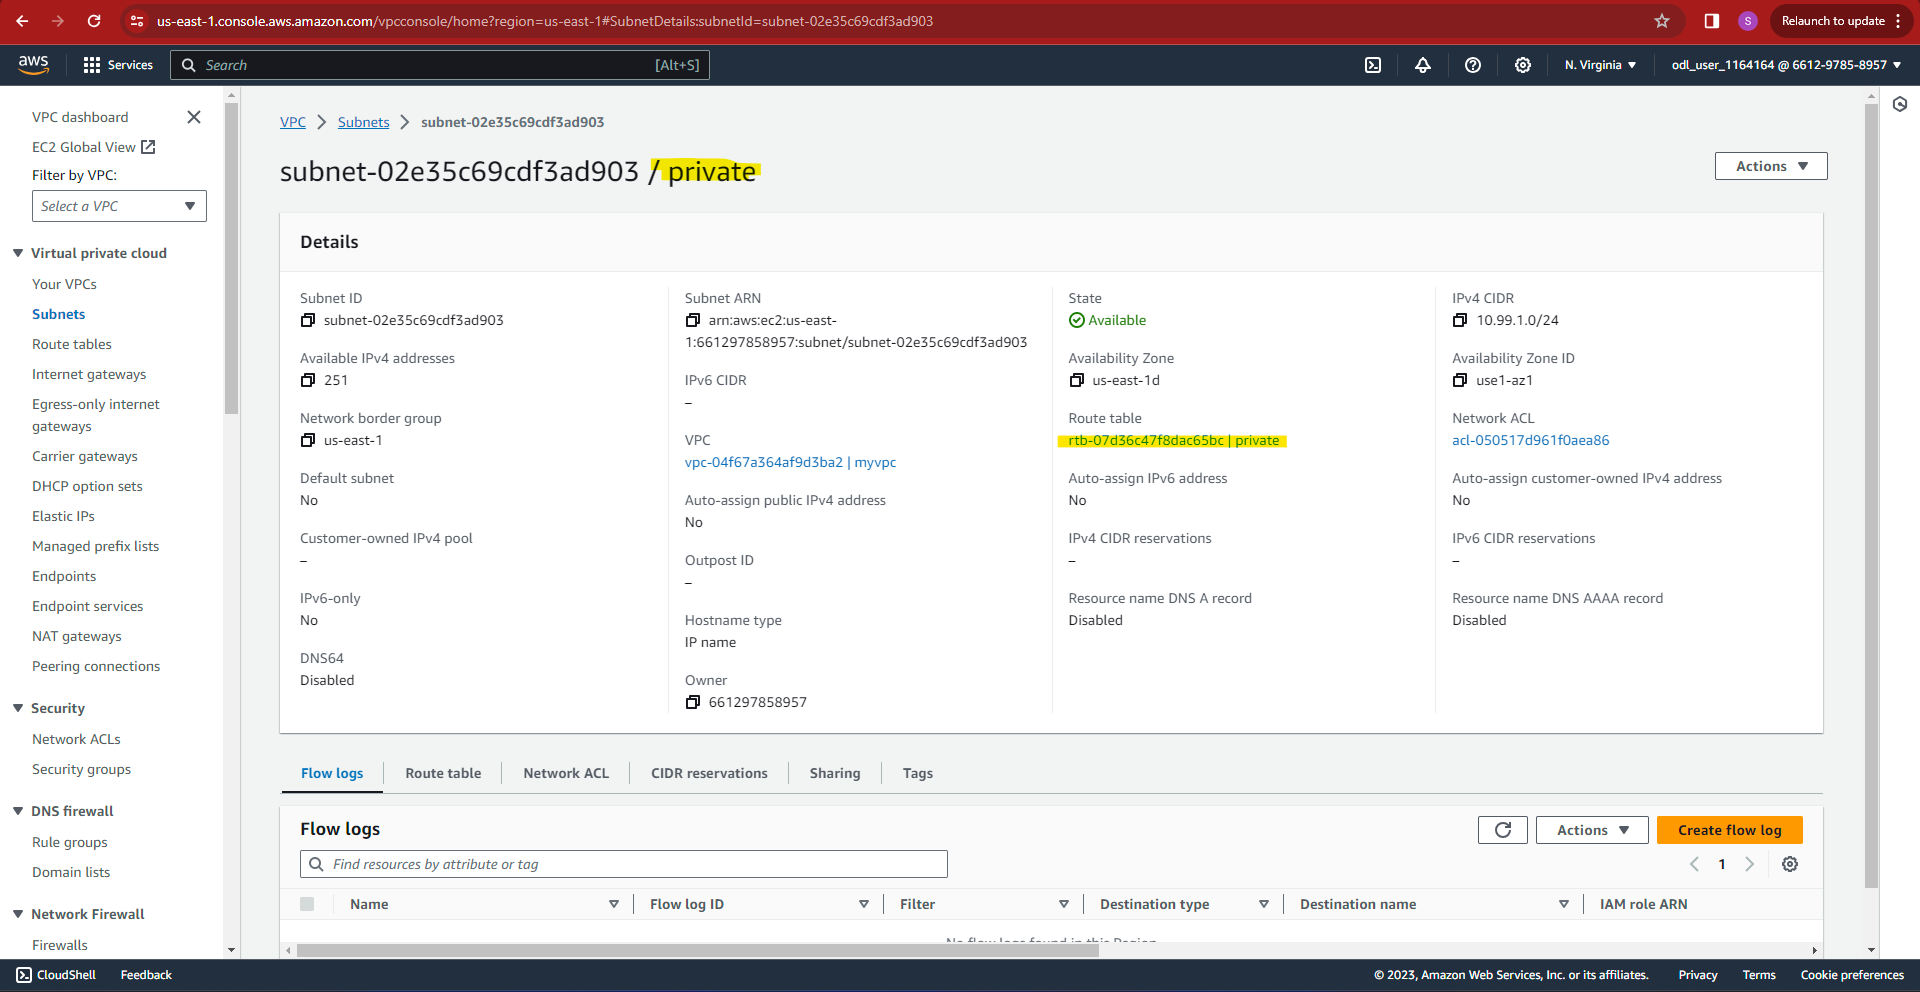 us-east-1.console.aws.amazon.com/vpcconsole/home?region=us-east-1#SubnetDetails:subnetId=subnet-02e35c69cdf3ad903
S
Relaunch to update
aws
Services
Search
[Alt+S]
N. Virginia
odl_user_1164164 @ 6612-9785-8957
VPC dashboard
EC2 Global View
Filter by VPC:
Select a VPC
Virtual private cloud
Your VPCs
Subnets
Route tables
Internet gateways
Egress-only internet
gateways
Carrier gateways
DHCP option sets
Elastic IPs
Managed prefix lists
Endpoints
Endpoint services
NAT gateways
Peering connections
Security
Network ACLs
Security groups
DNS firewall
Rule groups
Domain lists
Network Firewall
Firewalls
VPC
Subnets
subnet-02e35c69cdf3ad903
subnet-02e35c69cdf3ad903 / private
Actions
Details
Subnet ID
subnet-02e35c69cdf3ad903
Available IPv4 addresses
251
Network border group
us-east-1
Default subnet
No
Customer-owned IPv4 pool
–
IPv6-only
No
DNS64
Disabled
Subnet ARN
arn:aws:ec2:us-east-
1:661297858957:subnet/subnet-02e35c69cdf3ad903
IPv6 CIDR
–
VPC
vpc-04f67a364af9d3ba2 | myvpc
Auto-assign public IPv4 address
No
Outpost ID
–
Hostname type
IP name
Owner
661297858957
State
Available
Availability Zone
us-east-1d
Route table
rtb-07d36c47f8dac65bc | private
Auto-assign IPv6 address
No
IPv4 CIDR reservations
–
Resource name DNS A record
Disabled
IPv4 CIDR
10.99.1.0/24
Availability Zone ID
use1-az1
Network ACL
acl-050517d961f0aea86
Auto-assign customer-owned IPv4 address
No
IPv6 CIDR reservations
–
Resource name DNS AAAA record
Disabled
Flow logs
Route table
Network ACL
CIDR reservations
Sharing
Tags
Flow logs
Actions
Create flow log
Find resources by attribute or tag
1
Name
Flow log ID
Filter
Destination type
Destination name
IAM role ARN
No flow logs found in this Region
CloudShell
Feedback
© 2023, Amazon Web Services, Inc. or its affiliates.
Privacy
Terms
Cookie preferences